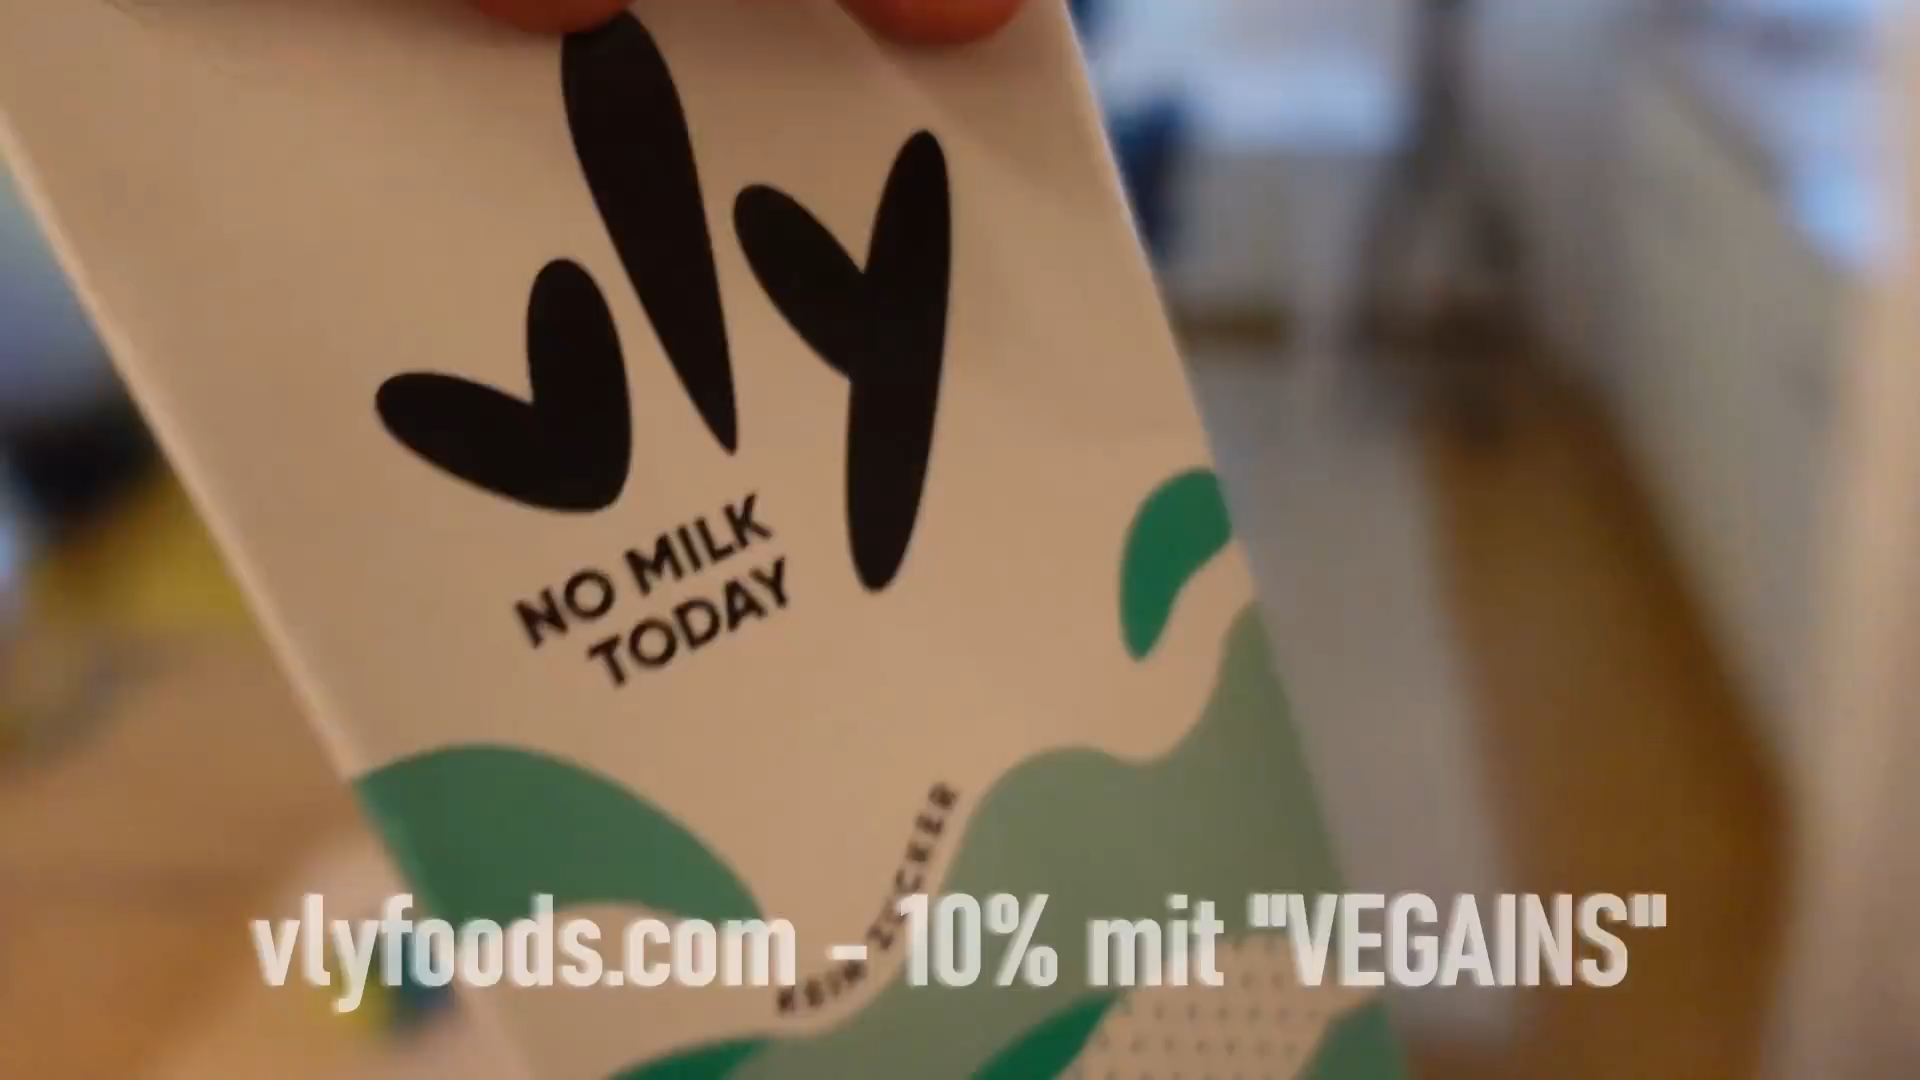 vly
NO MILK
TODAY
KEIN ZUCKER
vlyfoods.com - 10% mit "VEGAINS"